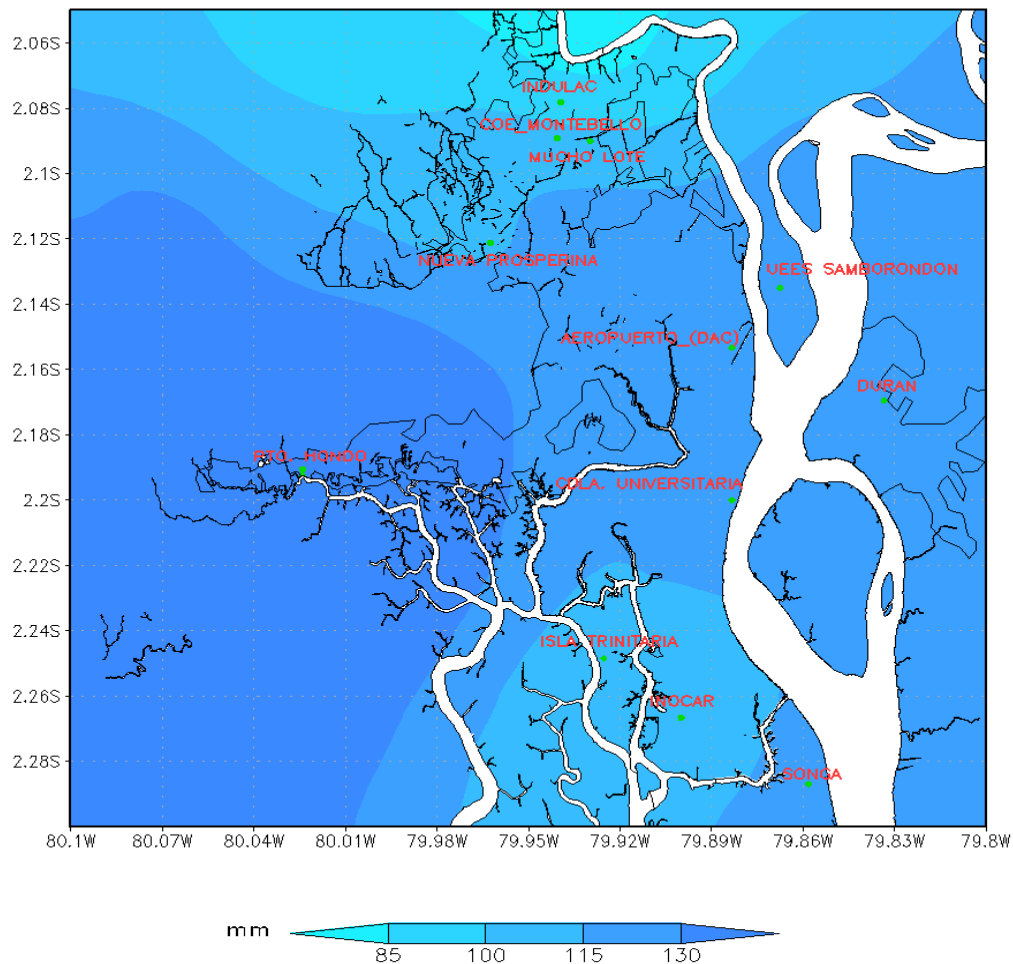 2.06S
INDULAC
2.08S
COE_MONTEBELLO
MUCHO LOTE
2.1S
2.12S
NUEVA PROSPERINA
UEES SAMBORONDON
2.14S
AEROPUERTO_(DAC)
2.16S
DURAN
2.18S
PTO. HONDO
CDLA. UNIVERSITARIA
2.2S
2.22S
2.24S
ISLA TRINITARIA
2.26S
INOCAR
2.28S
SONGA
80.1W 80.07W 80.04W 80.01W 79.98W 79.95W 79.92W 79.89W 79.86W 79.83W 79.8W
mm
85 100 115 130